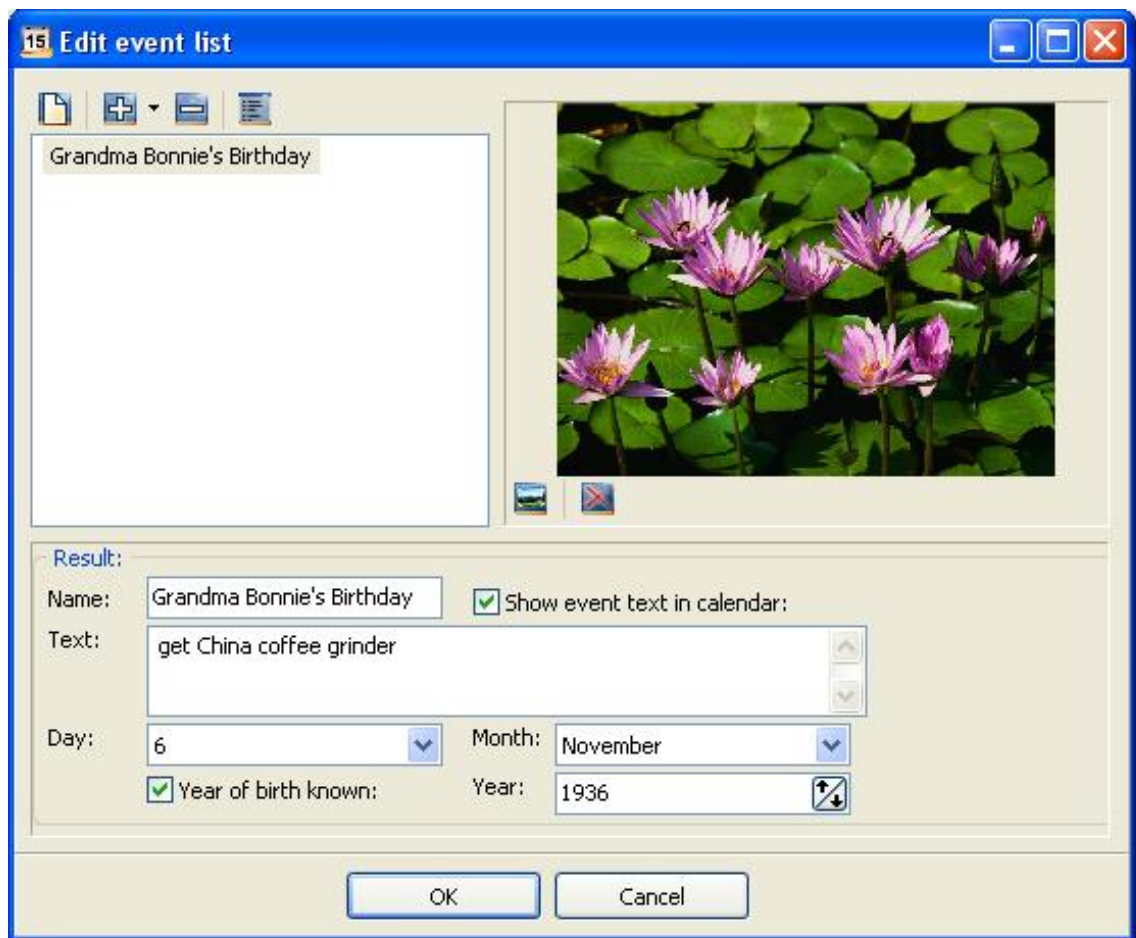 15 Edit event list
Grandma Bonnie's Birthday
Result:
Name: Grandma Bonnie's Birthday Show event text in calendar:
Text: get China coffee grinder
Day: 6 Month: November
Year of birth known: Year: 1936
OK Cancel